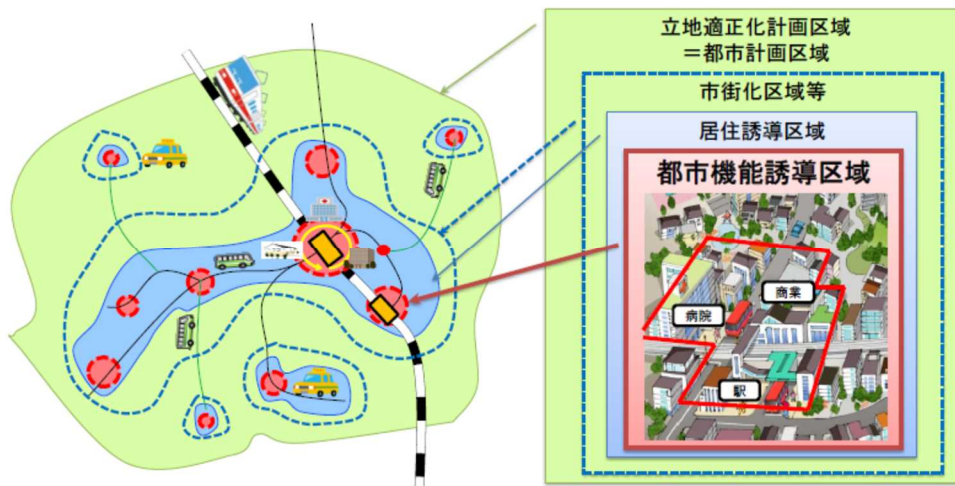 立地適正化計画区域
＝都市計画区域
市街化区域等
居住誘導区域
都市機能誘導区域
商業
病院
駅